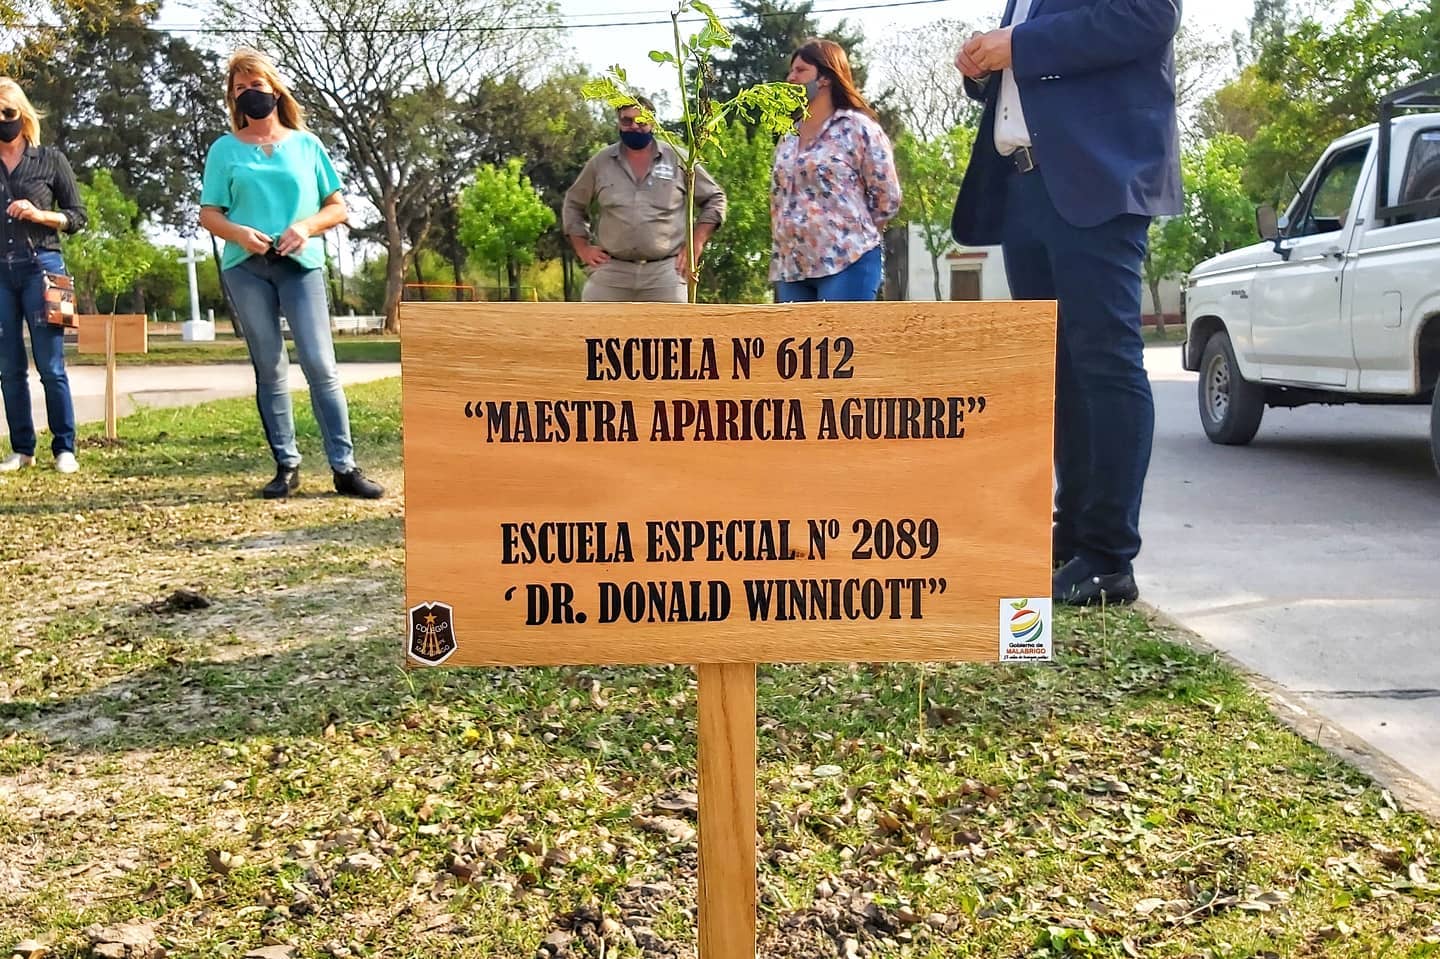 ESCUELA Nº 6112
“MAESTRA APARICIA AGUIRRE”
ESCUELA ESPECIAL Nº 2089
‘DR. DONALD WINNICOTT”
COLEGIO
Gobierno de
MALABRIGO